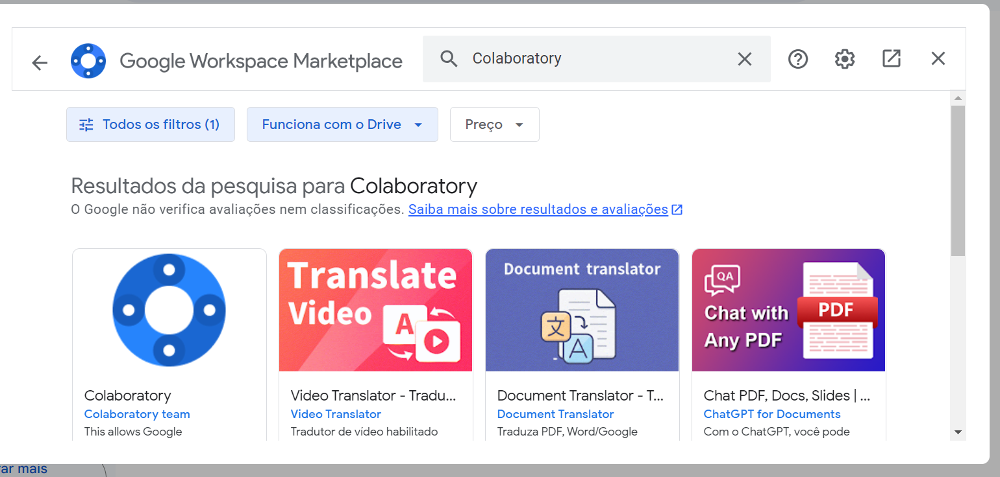 Google Workspace Marketplace
Colaboratory
Todos os filtros (1)
Funciona com o Drive
Preço
Resultados da pesquisa para Colaboratory
O Google não verifica avaliações nem classificações. Saiba mais sobre resultados e avaliações
Translate
Video
A
Document translator
文
A
QA
Chat with
Any PDF
PDF
Colaboratory
Colaboratory team
This allows Google
Video Translator - Tradu...
Video Translator
Tradutor de vídeo habilitado
Document Translator - T...
Document Translator
Traduza PDF, Word/Google
Chat PDF, Docs, Slides | ...
ChatGPT for Documents
Com o ChatGPT, você pode
mais